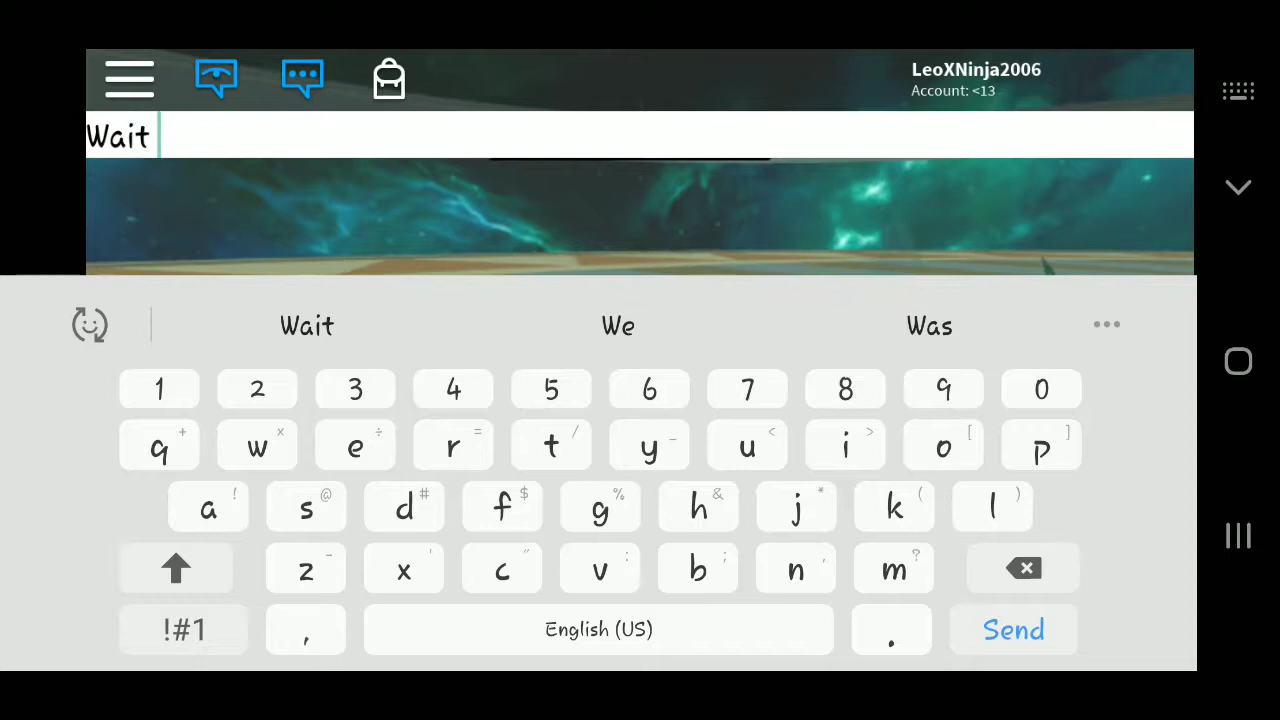 LeoXNinja2006
Account: <13
Wait
Wait We Was
1 2 3 4 5 6 7 8 9 0
q + w × e ÷ r = t / y _ u < i > o [ p ]
a ! s @ d # f $ g % h & j * k ( l )
z - x ' c " v : b ; n , m ?
!#1 , English (US) . Send